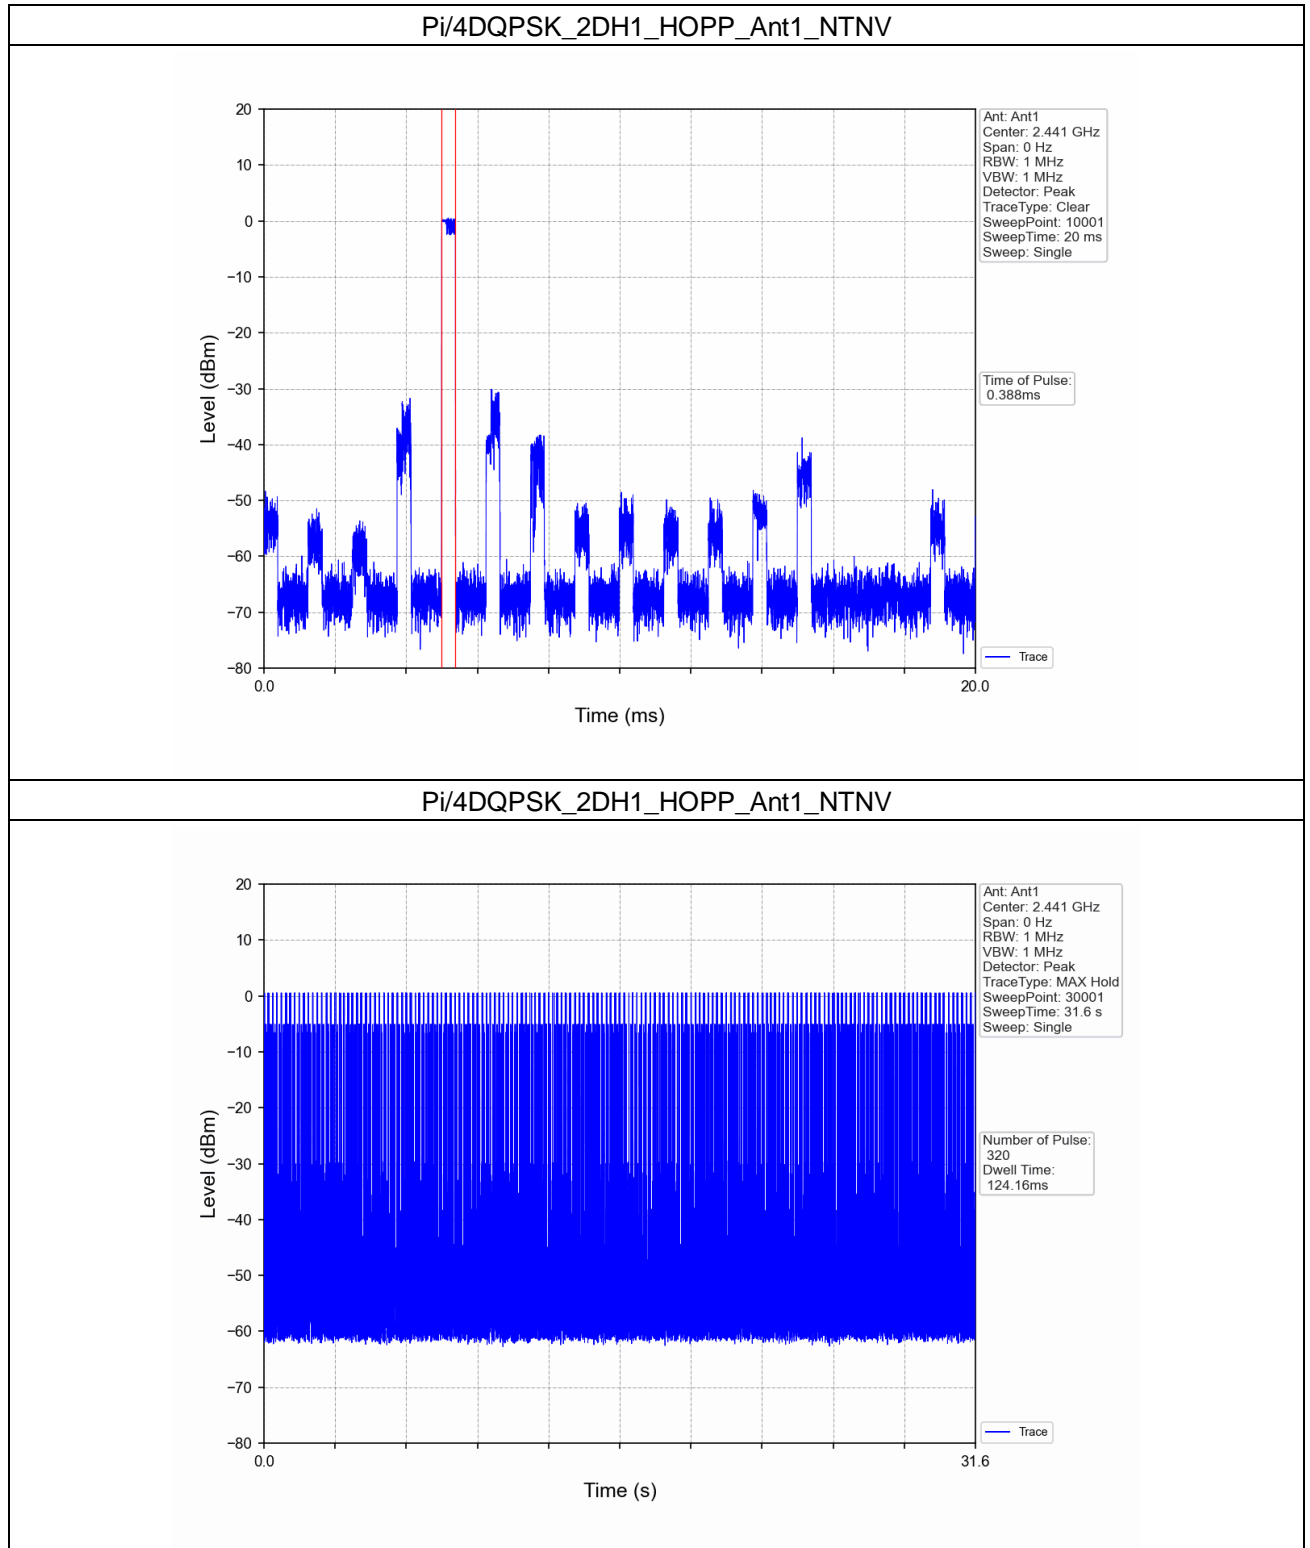 Pi/4DQPSK_2DH1_HOPP_Ant1_NTNV
20
10
0
−10
−20
−30
−40
−50
−60
−70
−80
Level (dBm)
0.0
20.0
Time (ms)
Ant: Ant1
Center: 2.441 GHz
Span: 0 Hz
RBW: 1 MHz
VBW: 1 MHz
Detector: Peak
TraceType: Clear
SweepPoint: 10001
SweepTime: 20 ms
Sweep: Single
Time of Pulse:
0.388ms
Trace
Pi/4DQPSK_2DH1_HOPP_Ant1_NTNV
20
10
0
−10
−20
−30
−40
−50
−60
−70
−80
Level (dBm)
0.0
31.6
Time (s)
Ant: Ant1
Center: 2.441 GHz
Span: 0 Hz
RBW: 1 MHz
VBW: 1 MHz
Detector: Peak
TraceType: MAX Hold
SweepPoint: 30001
SweepTime: 31.6 s
Sweep: Single
Number of Pulse:
320
Dwell Time:
124.16ms
Trace